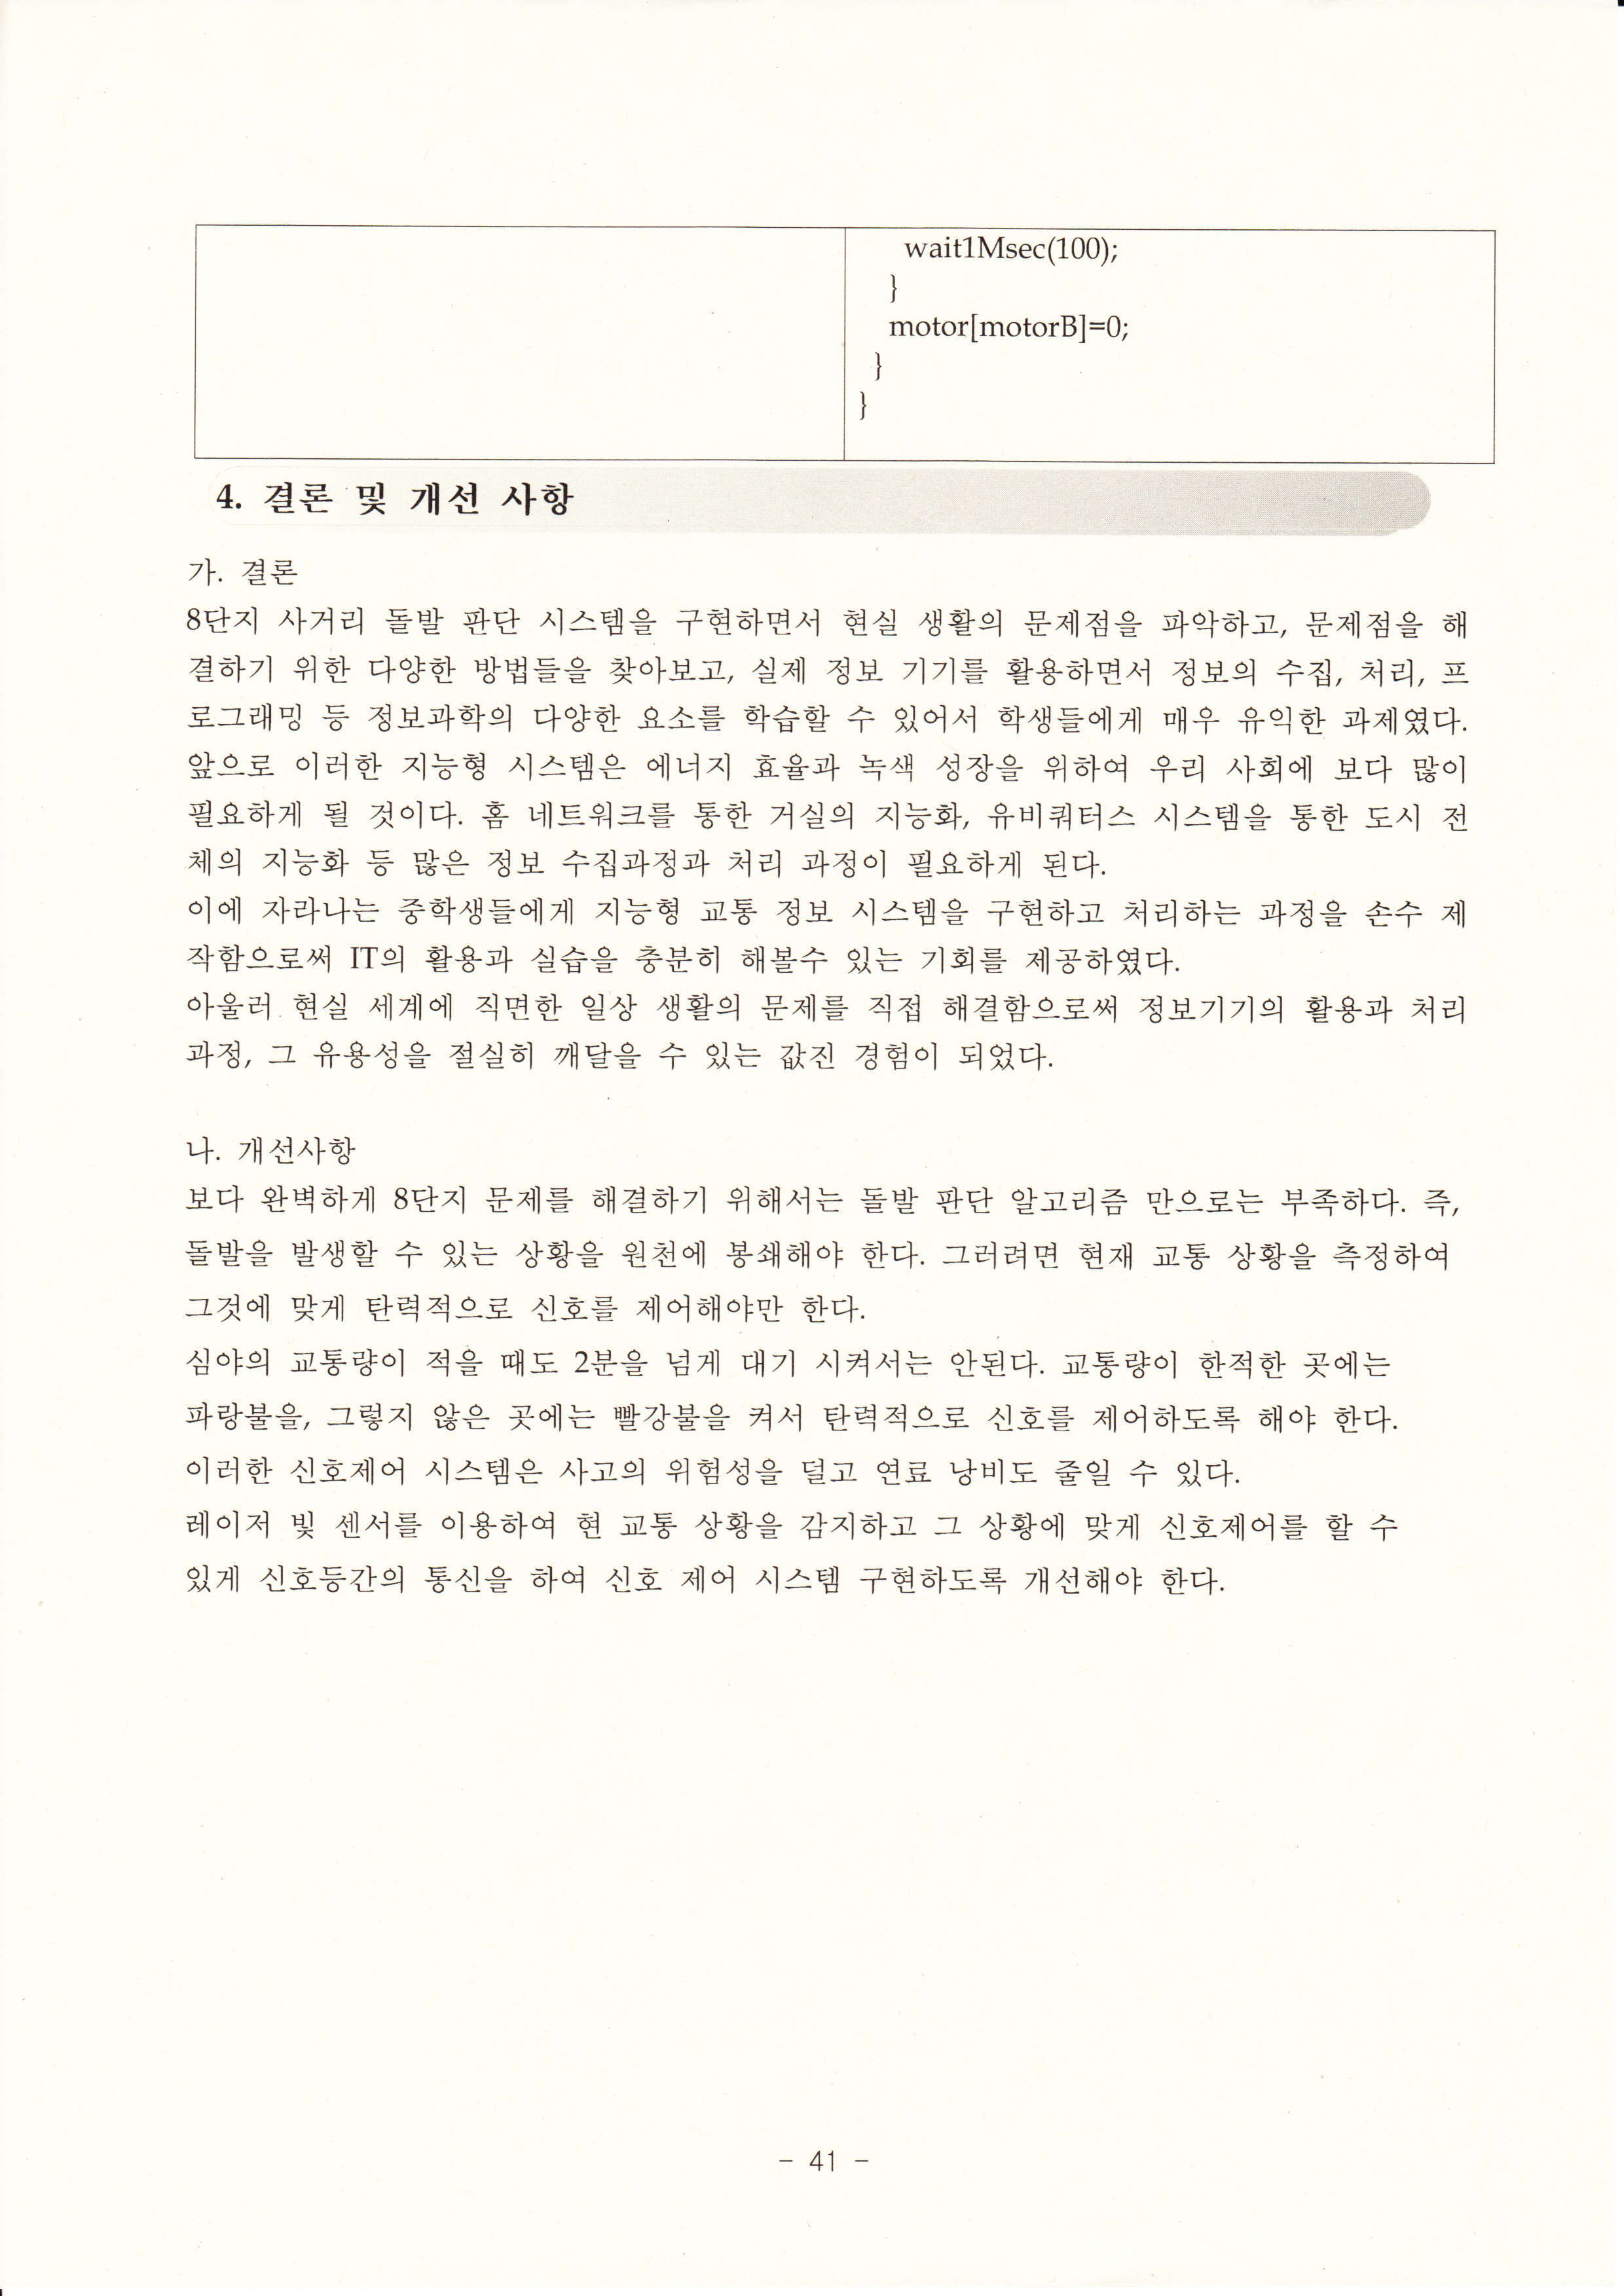 wait1Msec(100);
}
motor[motorB]=0;
}
}
4. 결론 및 개선 사항
가. 결론
8단지 사거리 돌발 판단 시스템을 구현하면서 현실 생활의 문제점을 파악하고, 문제점을 해
결하기 위한 다양한 방법들을 찾아보고, 실제 정보 기기를 활용하면서 정보의 수집, 처리, 프
로그래밍 등 정보과학의 다양한 요소를 학습할 수 있어서 학생들에게 매우 유익한 과제였다.
앞으로 이러한 지능형 시스템은 에너지 효율과 녹색 성장을 위하여 우리 사회에 보다 많이
필요하게 될 것이다. 홈 네트워크를 통한 거실의 지능화, 유비쿼터스 시스템을 통한 도시 전
체의 지능화 등 많은 정보 수집과정과 처리 과정이 필요하게 된다.
이에 자라나는 중학생들에게 지능형 교통 정보 시스템을 구현하고 처리하는 과정을 손수 제
작함으로써 IT의 활용과 실습을 충분히 해볼수 있는 기회를 제공하였다.
아울러 현실 세계에 직면한 일상 생활의 문제를 직접 해결함으로써 정보기기의 활용과 처리
과정, 그 유용성을 절실히 깨달을 수 있는 값진 경험이 되었다.
나. 개선사항
보다 완벽하게 8단지 문제를 해결하기 위해서는 돌발 판단 알고리즘 만으로는 부족하다. 즉,
돌발을 발생할 수 있는 상황을 원천에 봉쇄해야 한다. 그러려면 현재 교통 상황을 측정하여
그것에 맞게 탄력적으로 신호를 제어해야만 한다.
심야의 교통량이 적을 때도 2분을 넘게 대기 시켜서는 안된다. 교통량이 한적한 곳에는
파랑불을, 그렇지 않은 곳에는 빨강불을 켜서 탄력적으로 신호를 제어하도록 해야 한다.
이러한 신호제어 시스템은 사고의 위험성을 덜고 연료 낭비도 줄일 수 있다.
레이저 빛 센서를 이용하여 현 교통 상황을 감지하고 그 상황에 맞게 신호제어를 할 수
있게 신호등간의 통신을 하여 신호 제어 시스템 구현하도록 개선해야 한다.
- 41 -